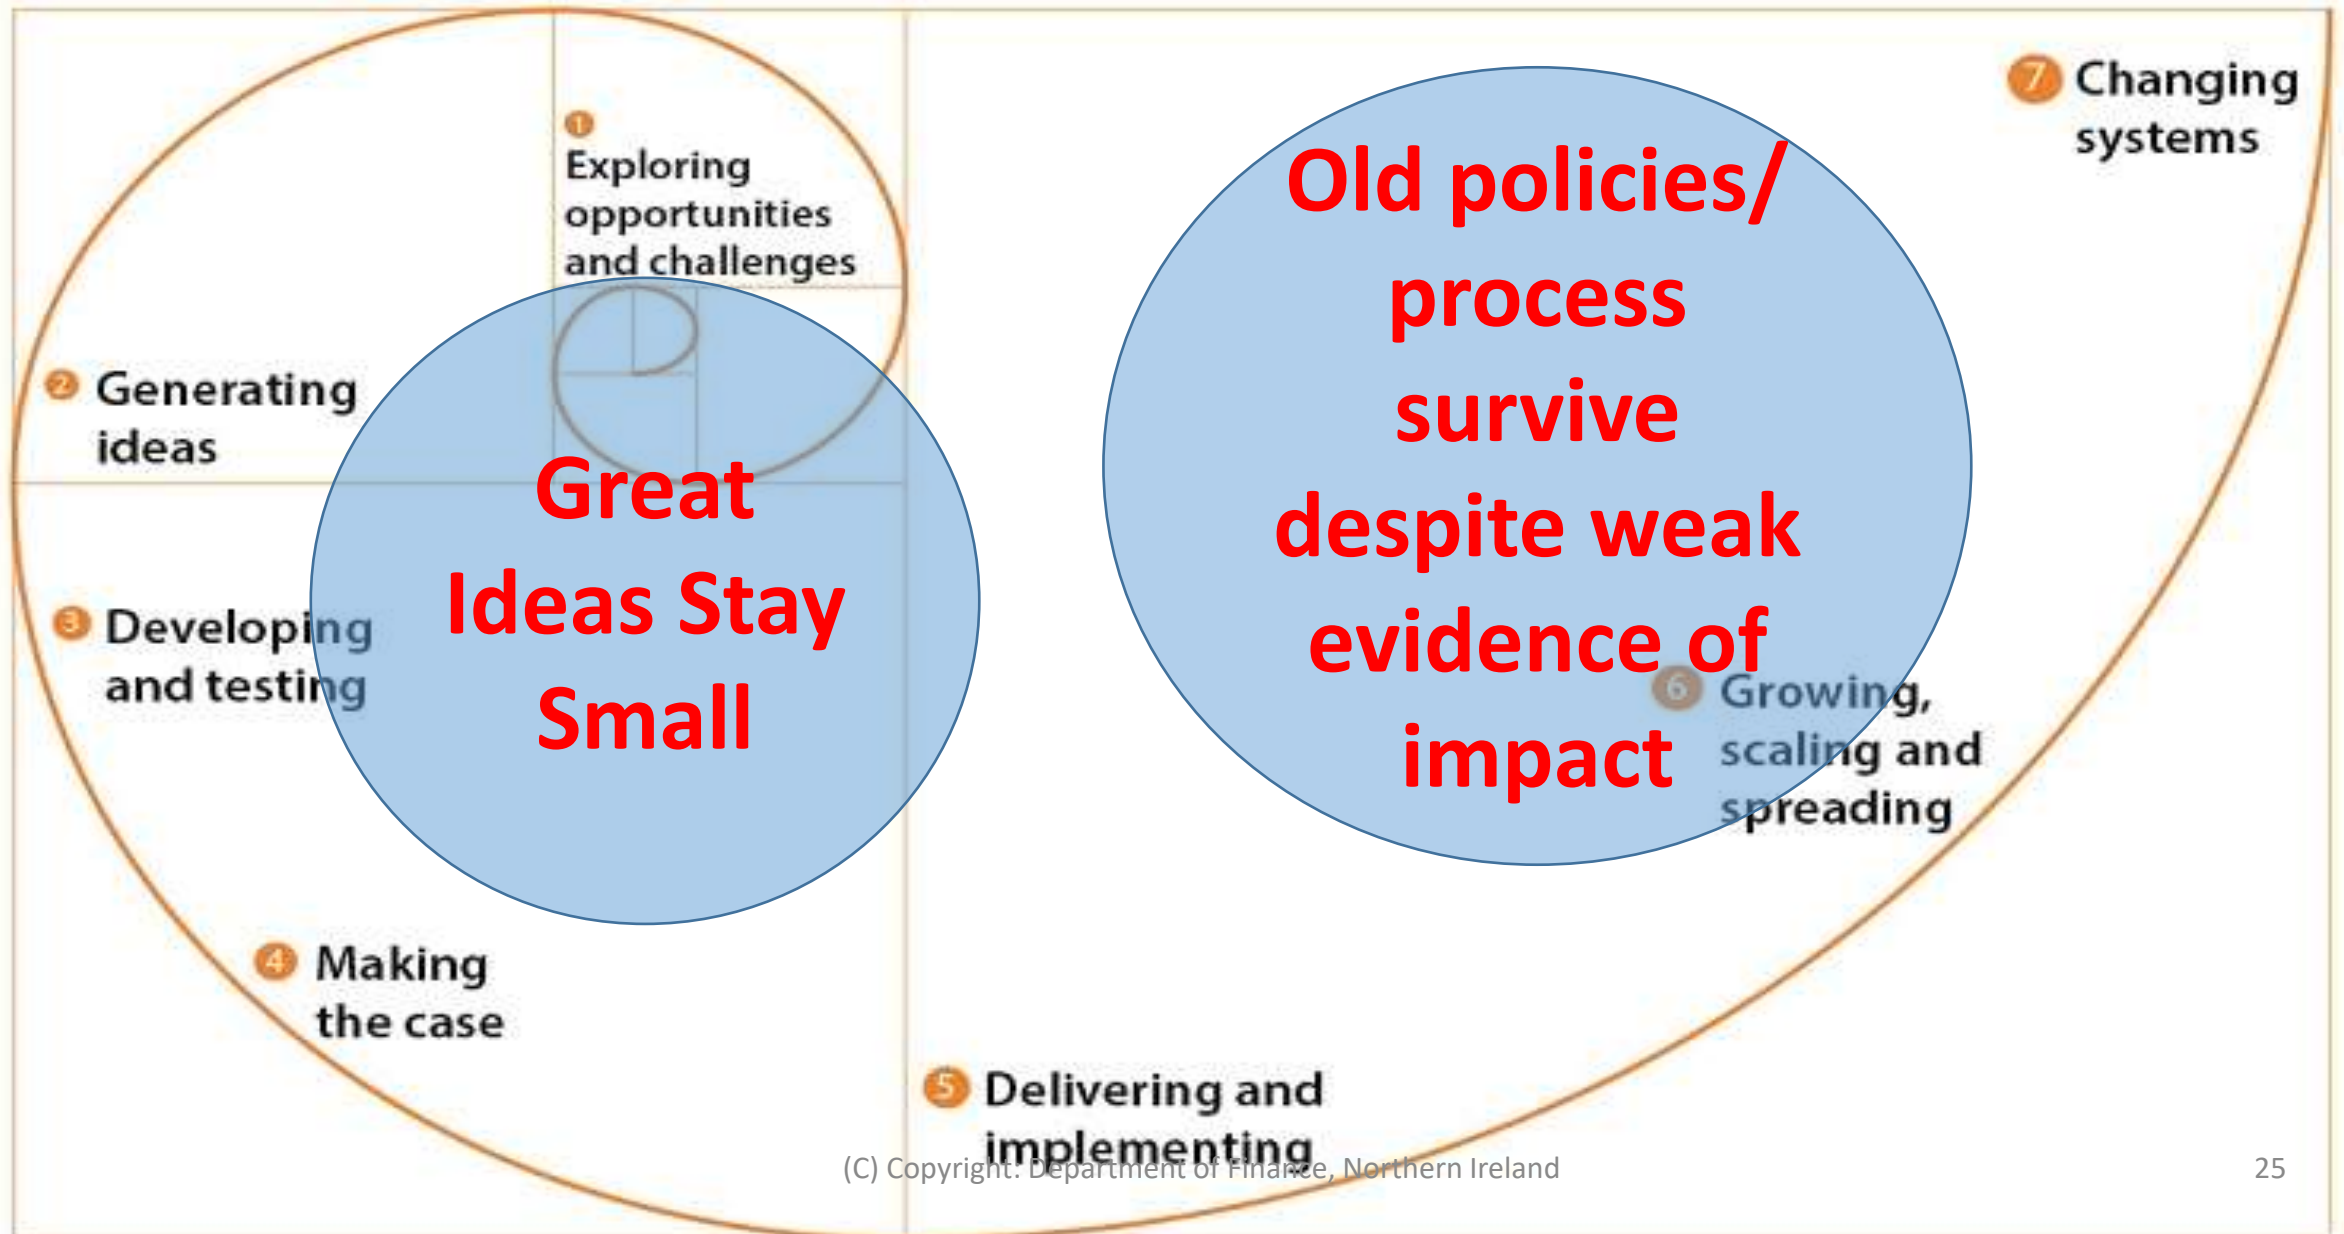 1
Exploring
opportunities
and challenges
2 Generating
ideas
3 Developing
and testing
4 Making
the case
5 Delivering and
implementing
6 Growing,
scaling and
spreading
7 Changing
systems
Great
Ideas Stay
Small
Old policies/
process
survive
despite weak
evidence of
impact
(C) Copyright: Department of Finance, Northern Ireland
25